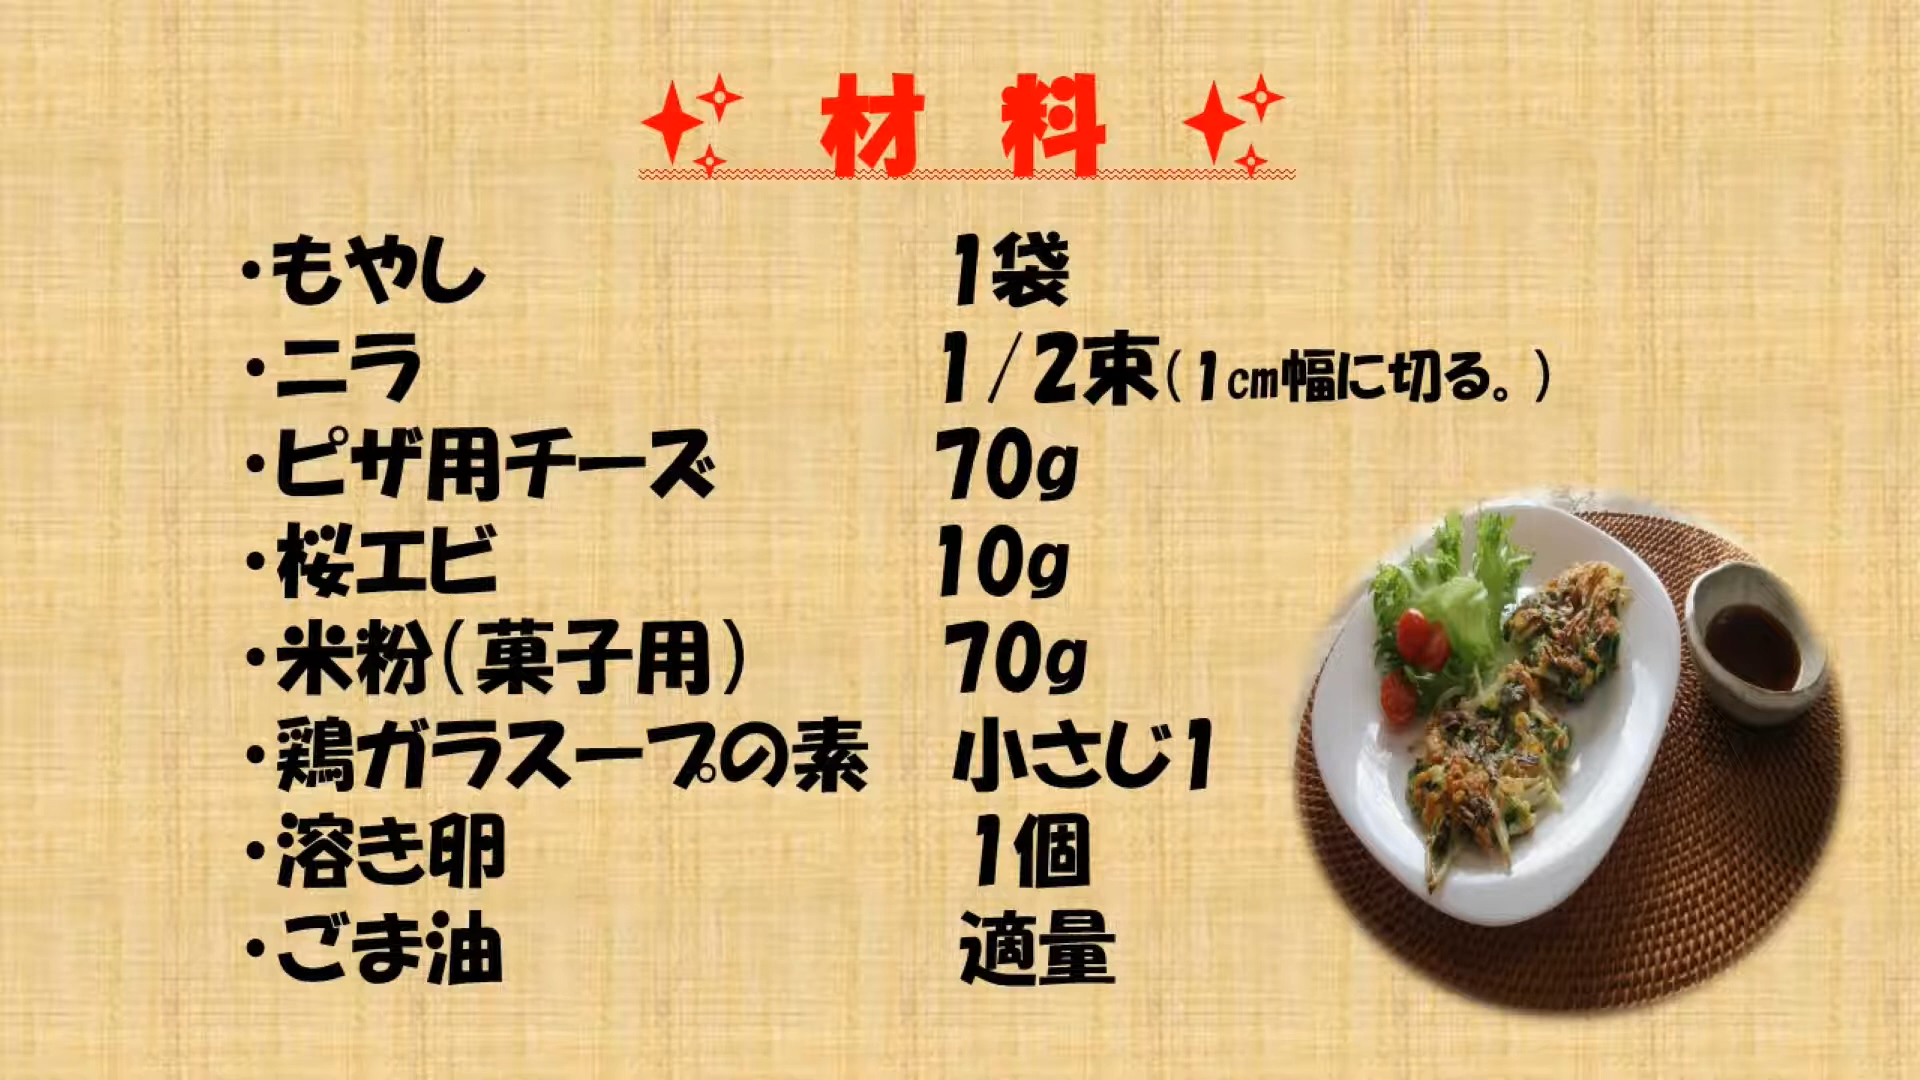 材 料
・もやし 1袋
・ニラ 1/2束(1cm幅に切る。)
・ピザ用チーズ 70g
・桜エビ 10g
・米粉(菓子用) 70g
・鶏ガラスープの素 小さじ1
・溶き卵 1個
・ごま油 適量